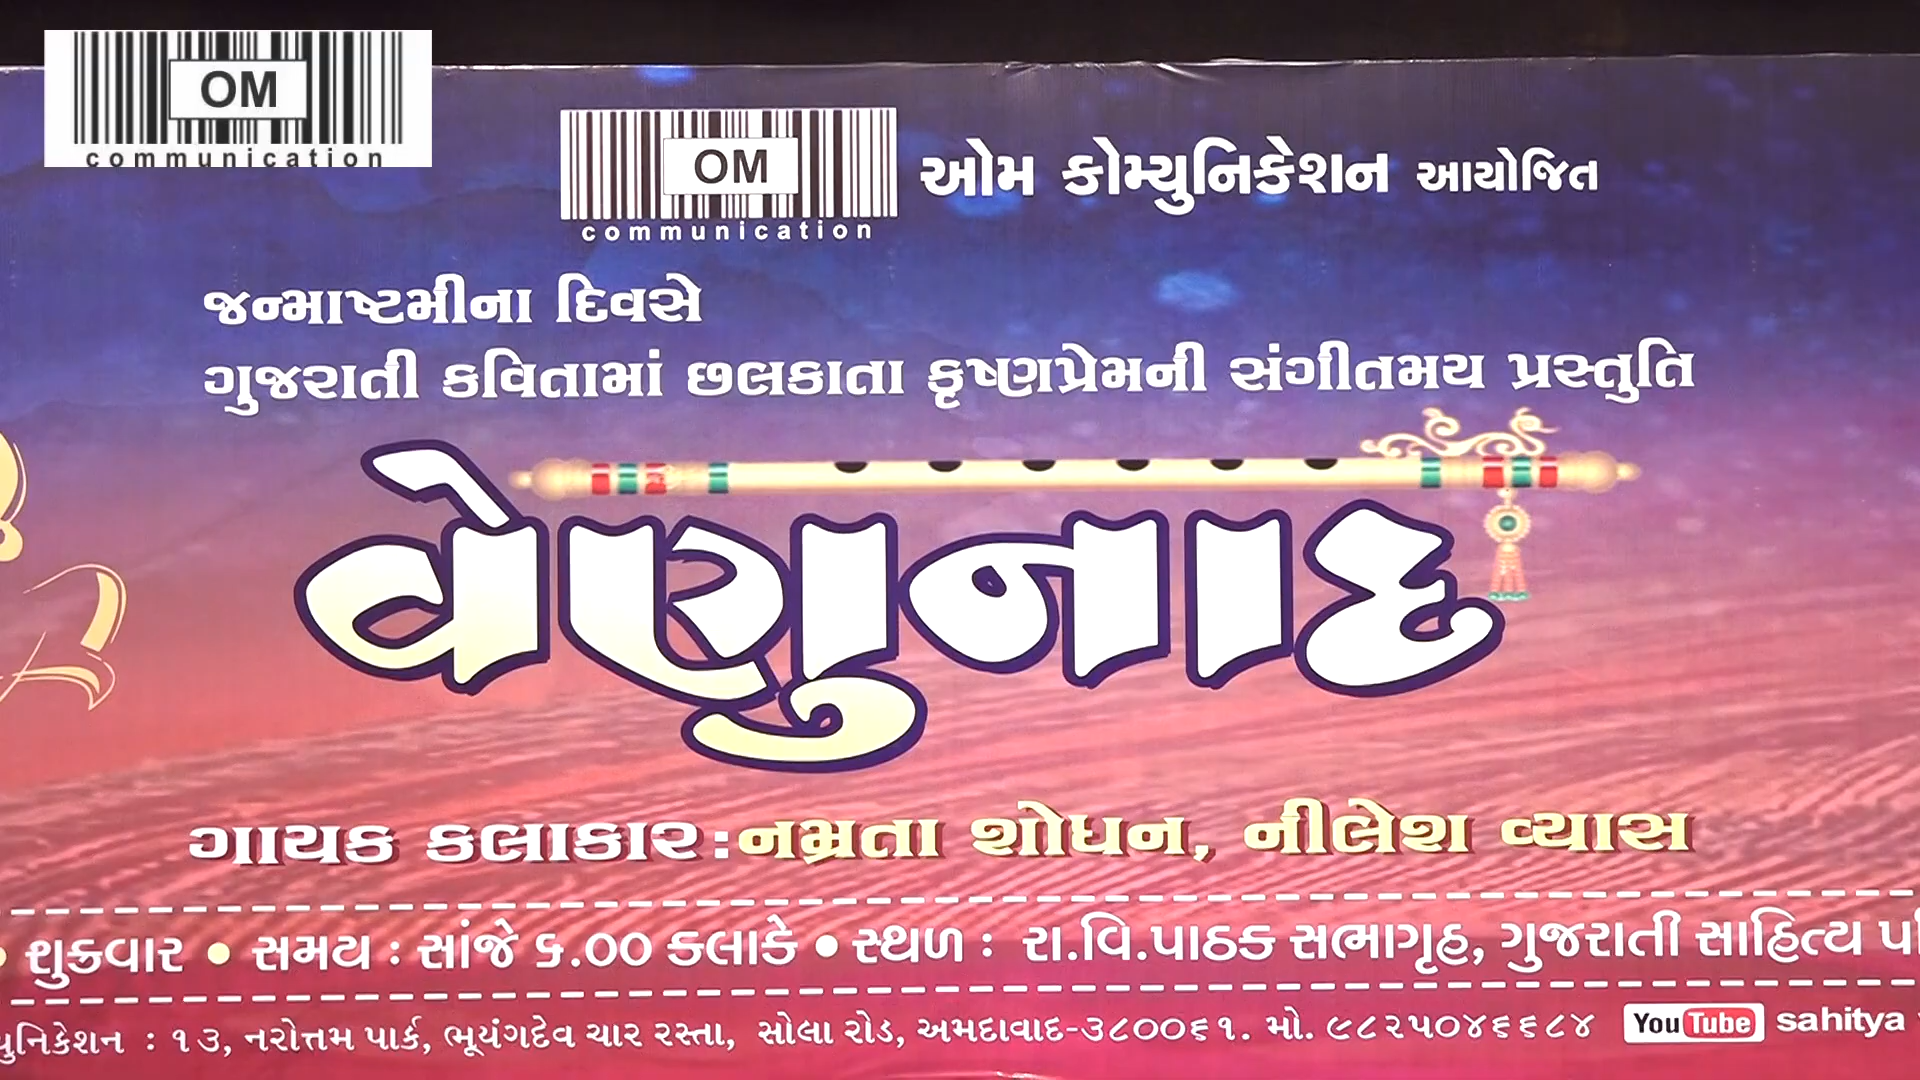 OM
communication
OM
communication
ઓમ કોમ્યુનિકેશન આયોજિત
જન્માષ્ટમીના દિવસે
ગુજરાતી કવિતામાં છલકાતા કૃષ્ણપ્રેમની સંગીતમય પ્રસ્તુતિ
વેણુનાદ
ગાયક કલાકાર : નમ્રતા શોધન, નીલેશ વ્યાસ
• શુક્રવાર • સમય : સાંજે ૬.૦૦ કલાકે • સ્થળ : રા.વિ.પાઠક સભાગૃહ, ગુજરાતી સાહિત્ય
: ૧૩, નરોત્તમ પાર્ક, ભૂયંગદેવ ચાર રસ્તા, સોલા રોડ, અમદાવાદ-૩૮૦૦૬૧. મો. ૯૮૨૫૦૪૬૬૮૪ YouTube sahitya